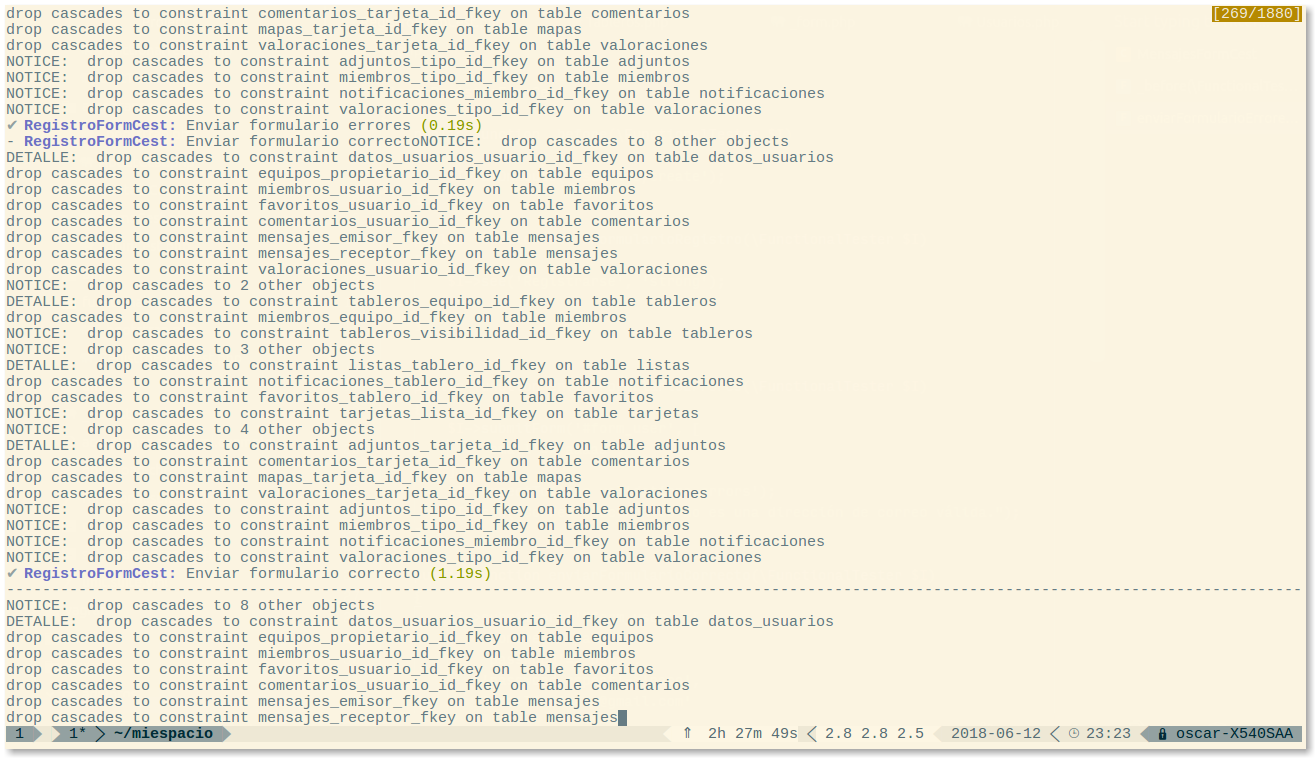 drop cascades to constraint comentarios_tarjeta_id_fkey on table comentarios [269/1880]
drop cascades to constraint mapas_tarjeta_id_fkey on table mapas
drop cascades to constraint valoraciones_tarjeta_id_fkey on table valoraciones
NOTICE:  drop cascades to constraint adjuntos_tipo_id_fkey on table adjuntos
NOTICE:  drop cascades to constraint miembros_tipo_id_fkey on table miembros
NOTICE:  drop cascades to constraint notificaciones_miembro_id_fkey on table notificaciones
NOTICE:  drop cascades to constraint valoraciones_tipo_id_fkey on table valoraciones
✔ RegistroFormCest: Enviar formulario errores (0.19s)
- RegistroFormCest: Enviar formulario correctoNOTICE:  drop cascades to 8 other objects
DETALLE:  drop cascades to constraint datos_usuarios_usuario_id_fkey on table datos_usuarios
drop cascades to constraint equipos_propietario_id_fkey on table equipos
drop cascades to constraint miembros_usuario_id_fkey on table miembros
drop cascades to constraint favoritos_usuario_id_fkey on table favoritos
drop cascades to constraint comentarios_usuario_id_fkey on table comentarios
drop cascades to constraint mensajes_emisor_fkey on table mensajes
drop cascades to constraint mensajes_receptor_fkey on table mensajes
drop cascades to constraint valoraciones_usuario_id_fkey on table valoraciones
NOTICE:  drop cascades to 2 other objects
DETALLE:  drop cascades to constraint tableros_equipo_id_fkey on table tableros
drop cascades to constraint miembros_equipo_id_fkey on table miembros
NOTICE:  drop cascades to constraint tableros_visibilidad_id_fkey on table tableros
NOTICE:  drop cascades to 3 other objects
DETALLE:  drop cascades to constraint listas_tablero_id_fkey on table listas
drop cascades to constraint notificaciones_tablero_id_fkey on table notificaciones
drop cascades to constraint favoritos_tablero_id_fkey on table favoritos
NOTICE:  drop cascades to constraint tarjetas_lista_id_fkey on table tarjetas
NOTICE:  drop cascades to 4 other objects
DETALLE:  drop cascades to constraint adjuntos_tarjeta_id_fkey on table adjuntos
drop cascades to constraint comentarios_tarjeta_id_fkey on table comentarios
drop cascades to constraint mapas_tarjeta_id_fkey on table mapas
drop cascades to constraint valoraciones_tarjeta_id_fkey on table valoraciones
NOTICE:  drop cascades to constraint adjuntos_tipo_id_fkey on table adjuntos
NOTICE:  drop cascades to constraint miembros_tipo_id_fkey on table miembros
NOTICE:  drop cascades to constraint notificaciones_miembro_id_fkey on table notificaciones
NOTICE:  drop cascades to constraint valoraciones_tipo_id_fkey on table valoraciones
✔ RegistroFormCest: Enviar formulario correcto (1.19s)
------------------------------------------------------------------------------------------------------------------------------------------------
NOTICE:  drop cascades to 8 other objects
DETALLE:  drop cascades to constraint datos_usuarios_usuario_id_fkey on table datos_usuarios
drop cascades to constraint equipos_propietario_id_fkey on table equipos
drop cascades to constraint miembros_usuario_id_fkey on table miembros
drop cascades to constraint favoritos_usuario_id_fkey on table favoritos
drop cascades to constraint comentarios_usuario_id_fkey on table comentarios
drop cascades to constraint mensajes_emisor_fkey on table mensajes
drop cascades to constraint mensajes_receptor_fkey on table mensajes
1 1* ~/miespacio ⇑ 2h 27m 49s 2.8 2.8 2.5 2018-06-12 23:23 oscar-X540SAA